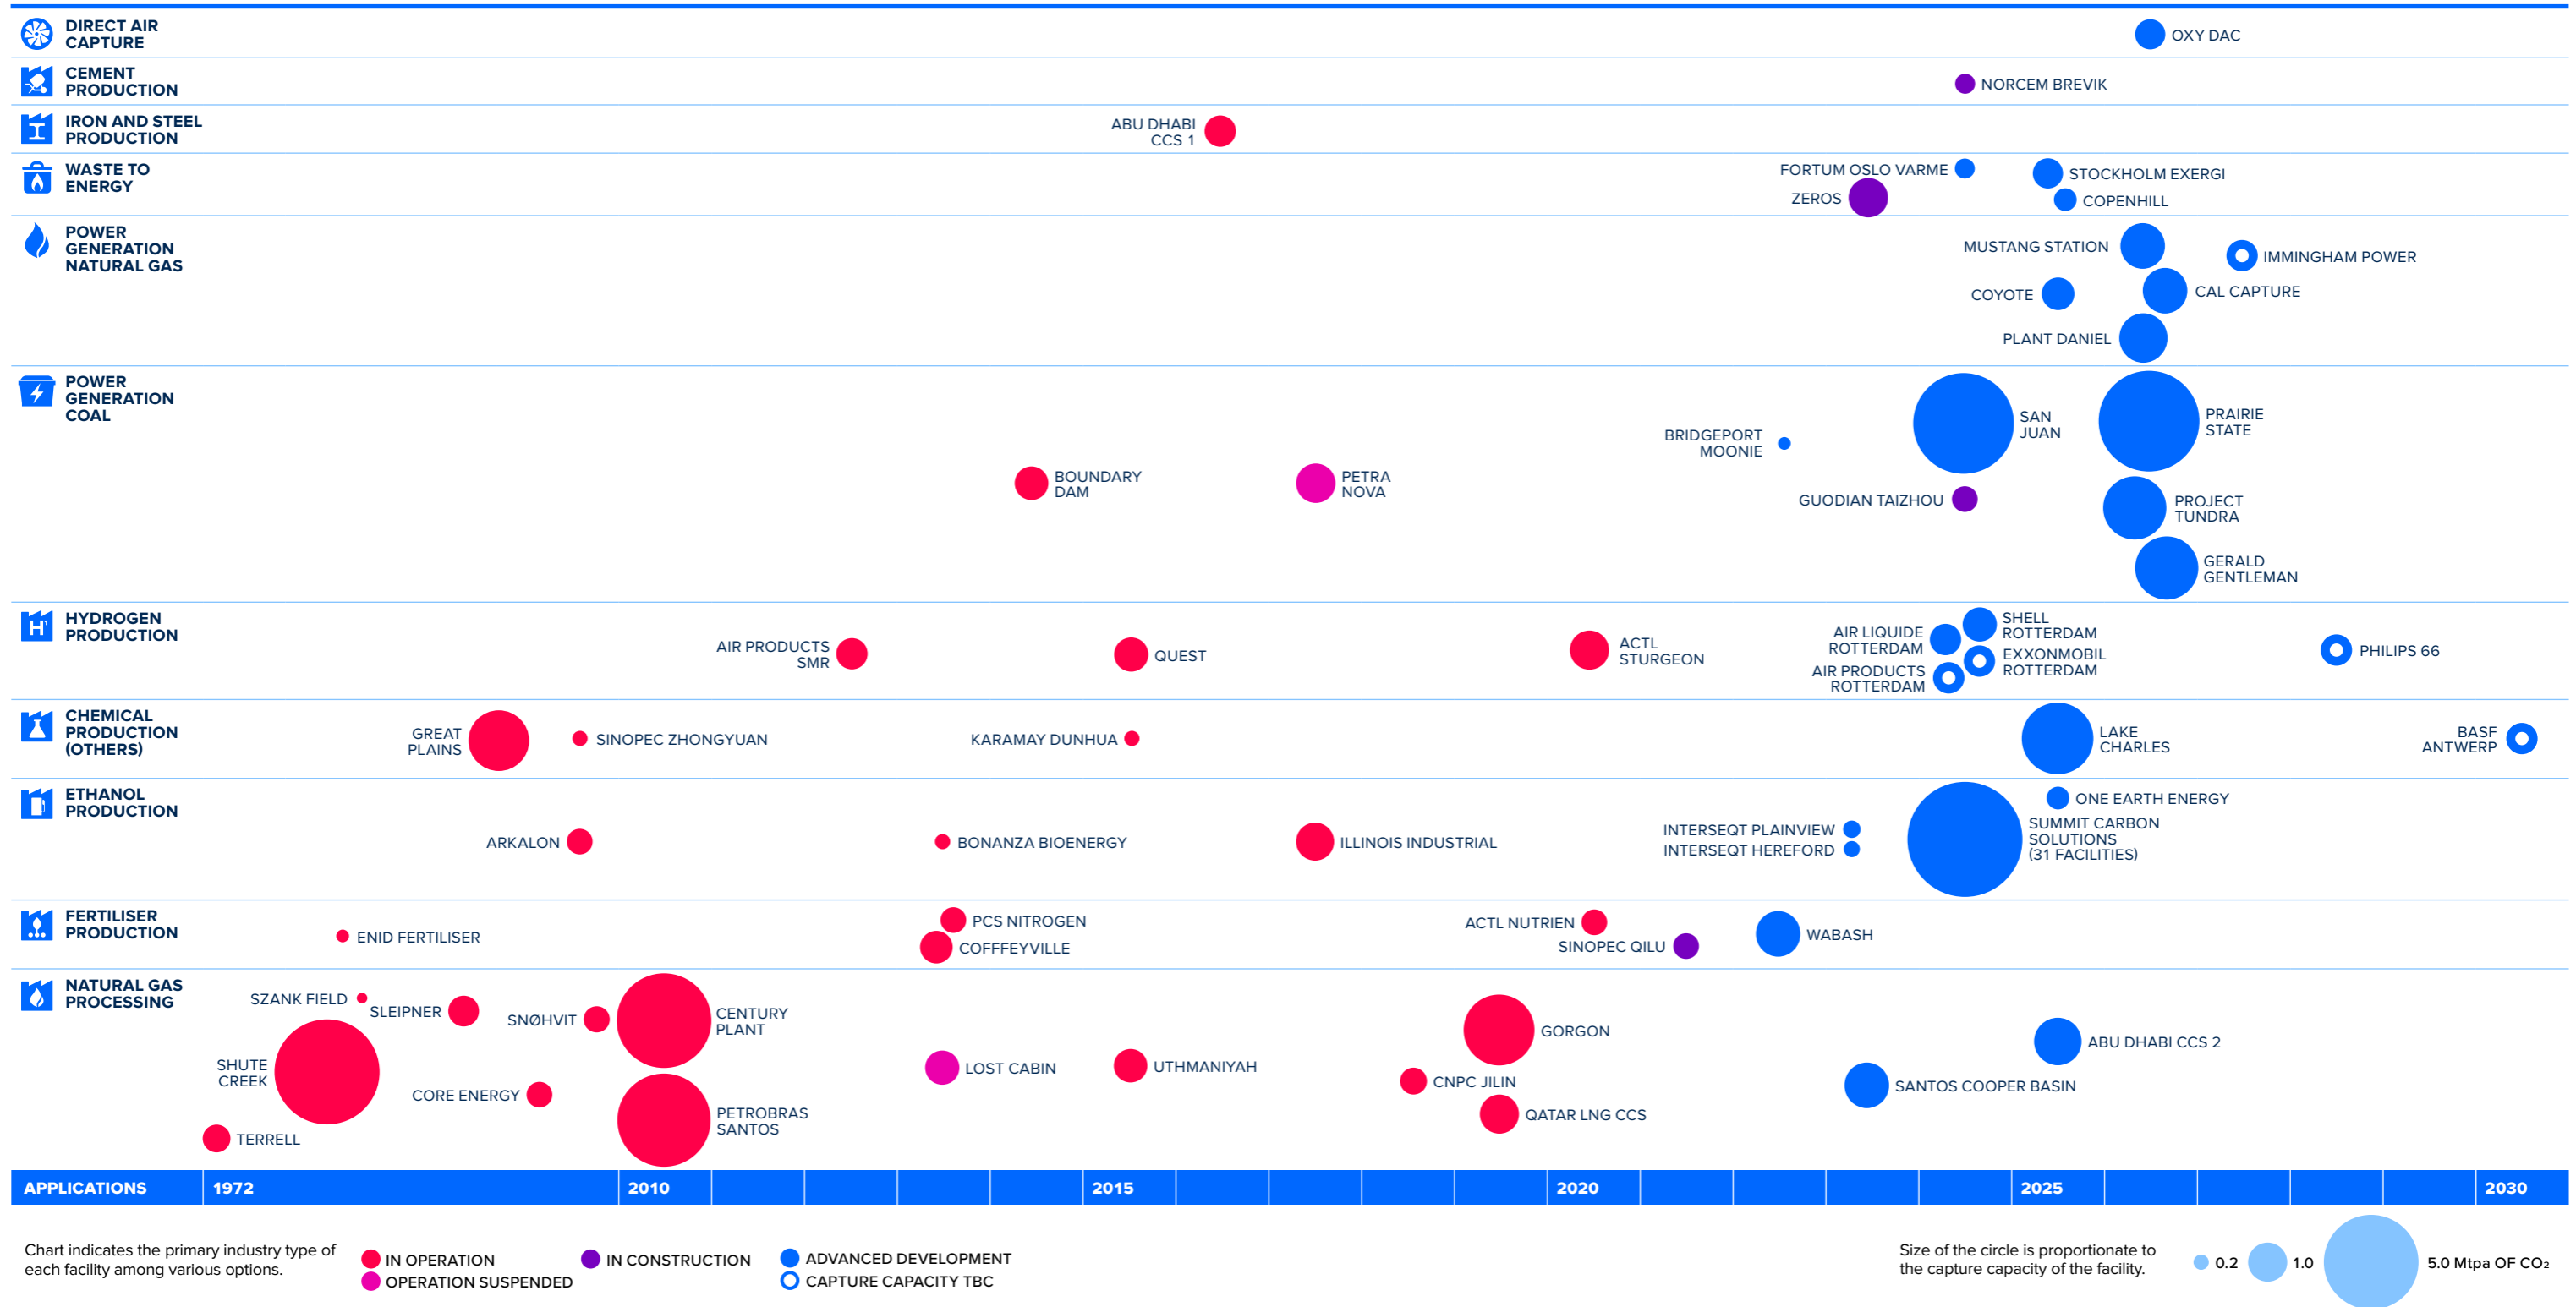 DIRECT AIR
CAPTURE
OXY DAC
CEMENT
PRODUCTION
NORCEM BREVIK
IRON AND STEEL
PRODUCTION
ABU DHABI
CCS 1
WASTE TO
ENERGY
FORTUM OSLO VARME
ZEROS
STOCKHOLM EXERGI
COPENHILL
POWER
GENERATION
NATURAL GAS
MUSTANG STATION
IMMINGHAM POWER
COYOTE
CAL CAPTURE
PLANT DANIEL
POWER
GENERATION
COAL
BOUNDARY
DAM
PETRA
NOVA
BRIDGEPORT
MOONIE
GUODIAN TAIZHOU
SAN
JUAN
PRAIRIE
STATE
PROJECT
TUNDRA
GERALD
GENTLEMAN
HYDROGEN
PRODUCTION
H
AIR PRODUCTS
SMR
QUEST
ACTL
STURGEON
AIR LIQUIDE
ROTTERDAM
AIR PRODUCTS
ROTTERDAM
SHELL
ROTTERDAM
EXXONMOBIL
ROTTERDAM
PHILIPS 66
CHEMICAL
PRODUCTION
(OTHERS)
GREAT
PLAINS
SINOPEC ZHONGYUAN
KARAMAY DUNHUA
LAKE
CHARLES
BASF
ANTWERP
ETHANOL
PRODUCTION
ARKALON
BONANZA BIOENERGY
ILLINOIS INDUSTRIAL
INTERSEQT PLAINVIEW
INTERSEQT HEREFORD
ONE EARTH ENERGY
SUMMIT CARBON
SOLUTIONS
(31 FACILITIES)
FERTILISER
PRODUCTION
ENID FERTILISER
PCS NITROGEN
COFFFEYVILLE
ACTL NUTRIEN
SINOPEC QILU
WABASH
NATURAL GAS
PROCESSING
SZANK FIELD
SLEIPNER
SNØHVIT
CENTURY
PLANT
SHUTE
CREEK
CORE ENERGY
TERRELL
PETROBRAS
SANTOS
LOST CABIN
UTHMANIYAH
GORGON
CNPC JILIN
QATAR LNG CCS
ABU DHABI CCS 2
SANTOS COOPER BASIN
APPLICATIONS 1972 2010 2015 2020 2025 2030
Chart indicates the primary industry type of
each facility among various options.
IN OPERATION
OPERATION SUSPENDED
IN CONSTRUCTION
ADVANCED DEVELOPMENT
CAPTURE CAPACITY TBC
Size of the circle is proportionate to
the capture capacity of the facility.
0.2 1.0 5.0 Mtpa OF CO₂